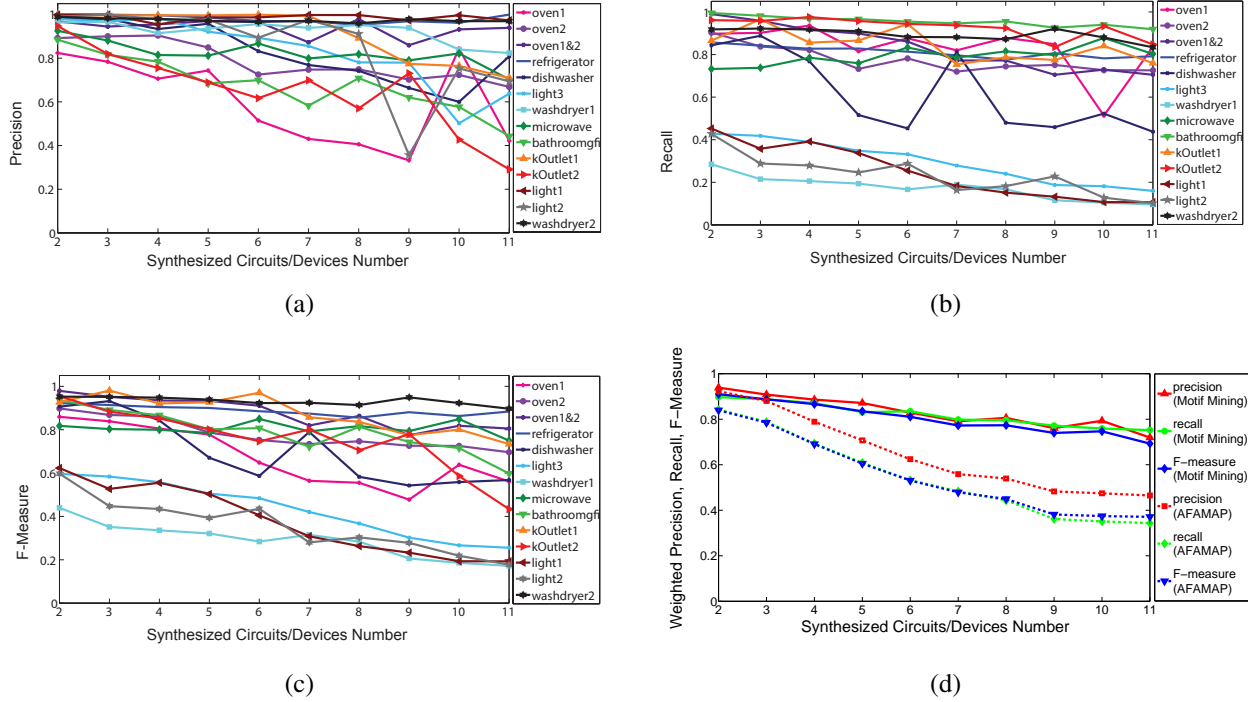 1
0.8
0.6
0.4
0.2
0
Precision
2 3 4 5 6 7 8 9 10 11
Synthesized Circuits/Devices Number
oven1
oven2
oven1&2
refrigerator
dishwasher
light3
washdryer1
microwave
bathroomgfi
kOutlet1
kOutlet2
light1
light2
washdryer2
(a)
1
0.8
0.6
0.4
0.2
0
Recall
2 3 4 5 6 7 8 9 10 11
Synthesized Circuits/Devices Number
oven1
oven2
oven1&2
refrigerator
dishwasher
light3
washdryer1
microwave
bathroomgfi
kOutlet1
kOutlet2
light1
light2
washdryer2
(b)
1
0.8
0.6
0.4
0.2
0
F-Measure
2 3 4 5 6 7 8 9 10 11
Synthesized Circuits/Devices Number
oven1
oven2
oven1&2
refrigerator
dishwasher
light3
washdryer1
microwave
bathroomgfi
kOutlet1
kOutlet2
light1
light2
washdryer2
(c)
1
0.8
0.6
0.4
0.2
0
Weighted Precision, Recall, F−Measure
2 3 4 5 6 7 8 9 10 11
Synthesized Circuits/Devices Number
precision
(Motif Mining)
recall
(Motif Mining)
F−measure
(Motif Mining)
precision
(AFAMAP)
recall
(AFAMAP)
F−measure
(AFAMAP)
(d)